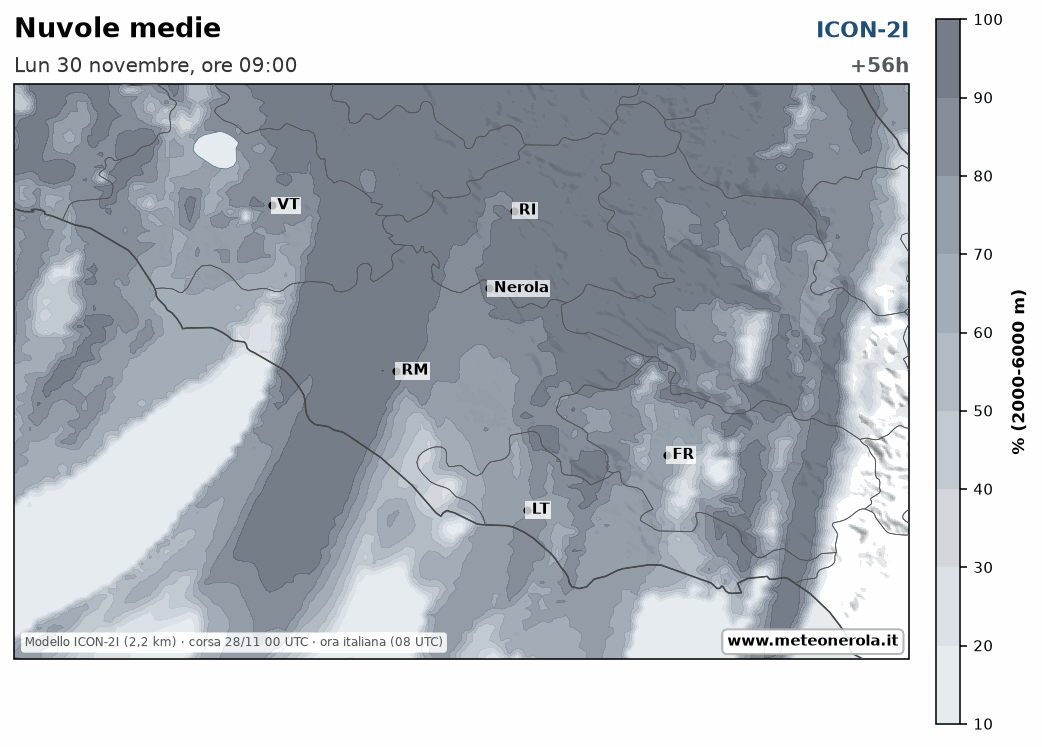 Nuvole medie
ICON-2I
Lun 30 novembre, ore 09:00
+56h
100
90
80
70
60
50
40
30
20
10
% (2000-6000 m)
VT
RI
Nerola
RM
FR
LT
Modello ICON-2I (2,2 km) · corsa 28/11 00 UTC · ora italiana (08 UTC)
www.meteonerola.it